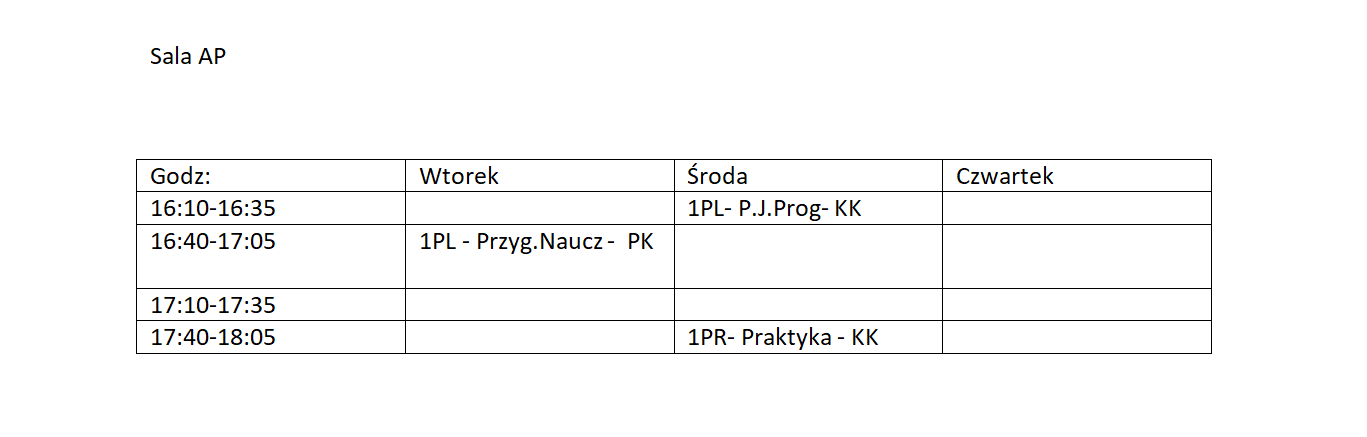 Sala AP
Godz: Wtorek Środa Czwartek
16:10-16:35 1PL- P.J.Prog- KK
16:40-17:05 1PL - Przyg.Naucz -  PK
17:10-17:35
17:40-18:05 1PR- Praktyka - KK